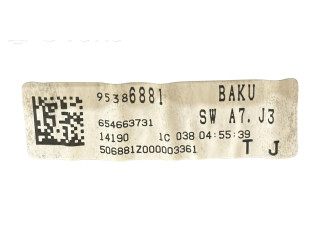 95386881 BAKU
SW A7. J3
654663731
14190 1C 038 04:55:39
506881Z000003361 T J